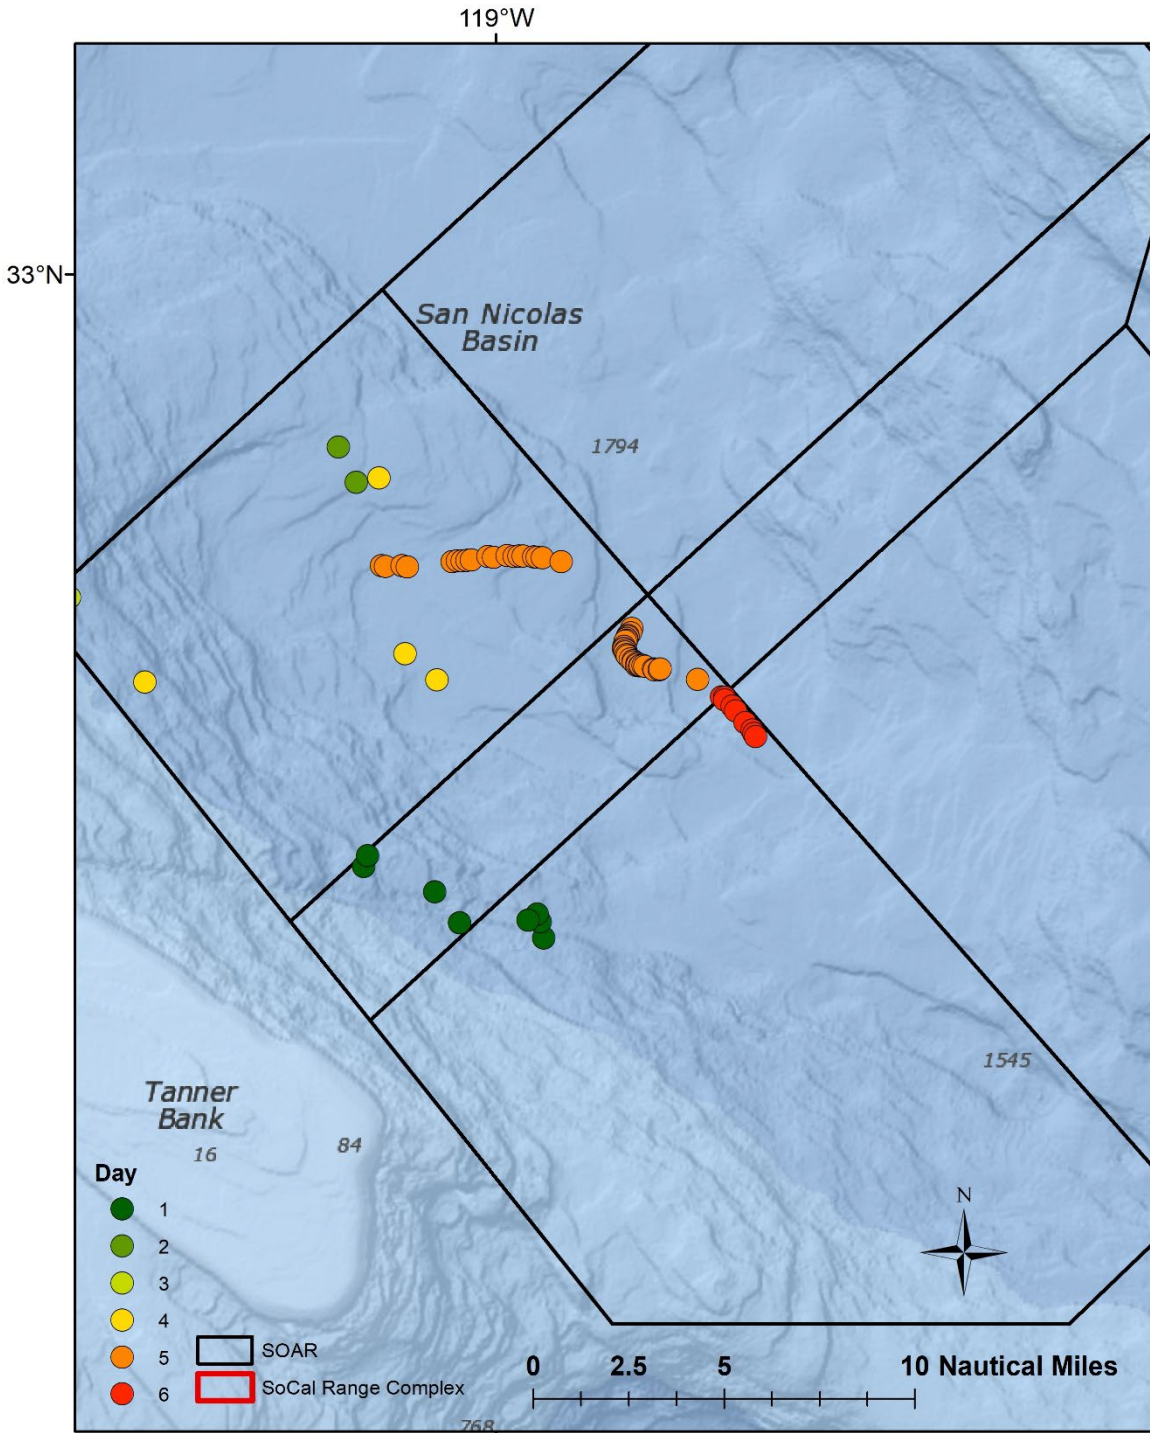 119°W
33°N
San Nicolas
Basin
1794
1545
Tanner
Bank
16
84
Day
1
2
3
4
5
6
SOAR
SoCal Range Complex
N
0 2.5 5 10 Nautical Miles
768